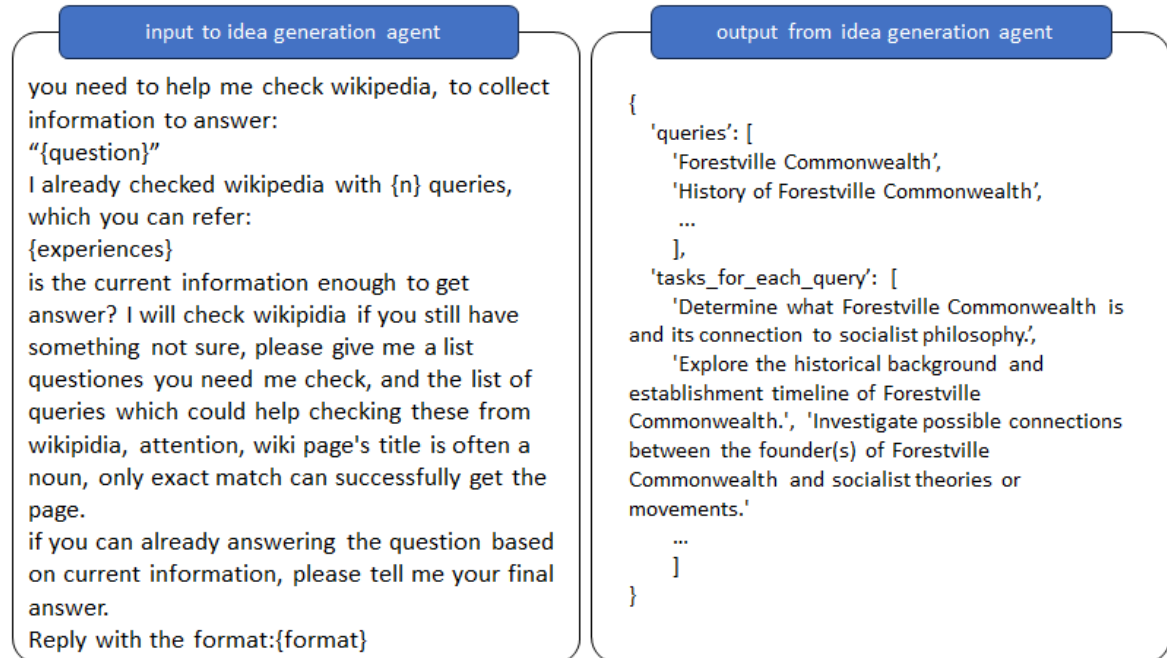 input to idea generation agent
you need to help me check wikipedia, to collect
information to answer:
“{question}”
I already checked wikipedia with {n} queries,
which you can refer:
{experiences}
is the current information enough to get
answer? I will check wikipidia if you still have
something not sure, please give me a list
questiones you need me check, and the list of
queries which could help checking these from
wikipidia, attention, wiki page's title is often a
noun, only exact match can successfully get the
page.
if you can already answering the question based
on current information, please tell me your final
answer.
Reply with the format:{format}
output from idea generation agent
{
'queries’: [
'Forestville Commonwealth’,
'History of Forestville Commonwealth’,
...
],
'tasks_for_each_query’: [
'Determine what Forestville Commonwealth is
and its connection to socialist philosophy.’,
'Explore the historical background and
establishment timeline of Forestville
Commonwealth.', 'Investigate possible connections
between the founder(s) of Forestville
Commonwealth and socialist theories or
movements.'
...
]
}